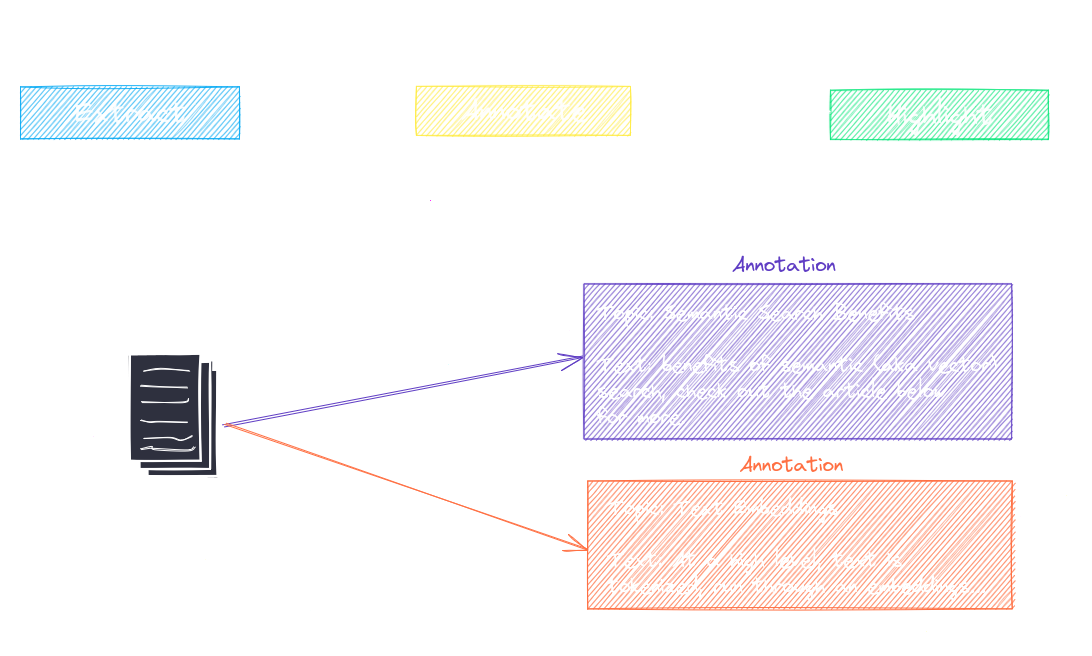 Extract
Annotate
Highlight
Annotation
Topic: Semantic Search Benefits
Text: benefits of semantic (aka vector
search, check out the article below
for more...
Annotation
Topic: Text Embeddings
Text: At a high level, text is
tokenized, run through an embeddings...